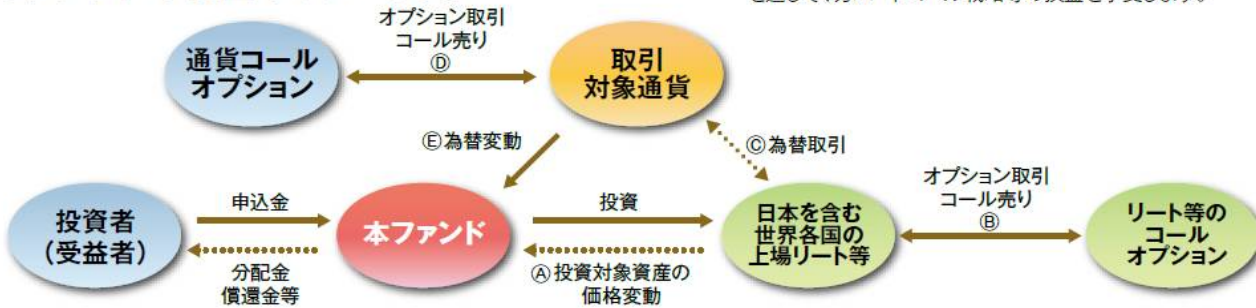 オプション取引
コール売り
Ⓓ
通貨コール
オプション
取引
対象通貨
Ⓔ為替変動
Ⓒ為替取引
オプション取引
コール売り
Ⓑ
投資者
(受益者)
申込金
分配金
償還金等
本ファンド
投資
Ⓐ投資対象資産の
価格変動
日本を含む
世界各国の
上場リート等
リート等の
コール
オプション